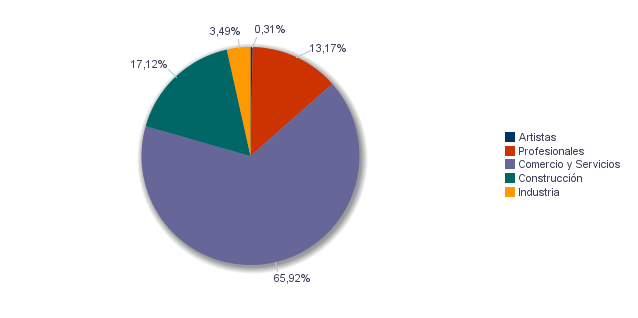 3,49%
0,31%
13,17%
17,12%
65,92%
Artistas
Profesionales
Comercio y Servicios
Construcción
Industria